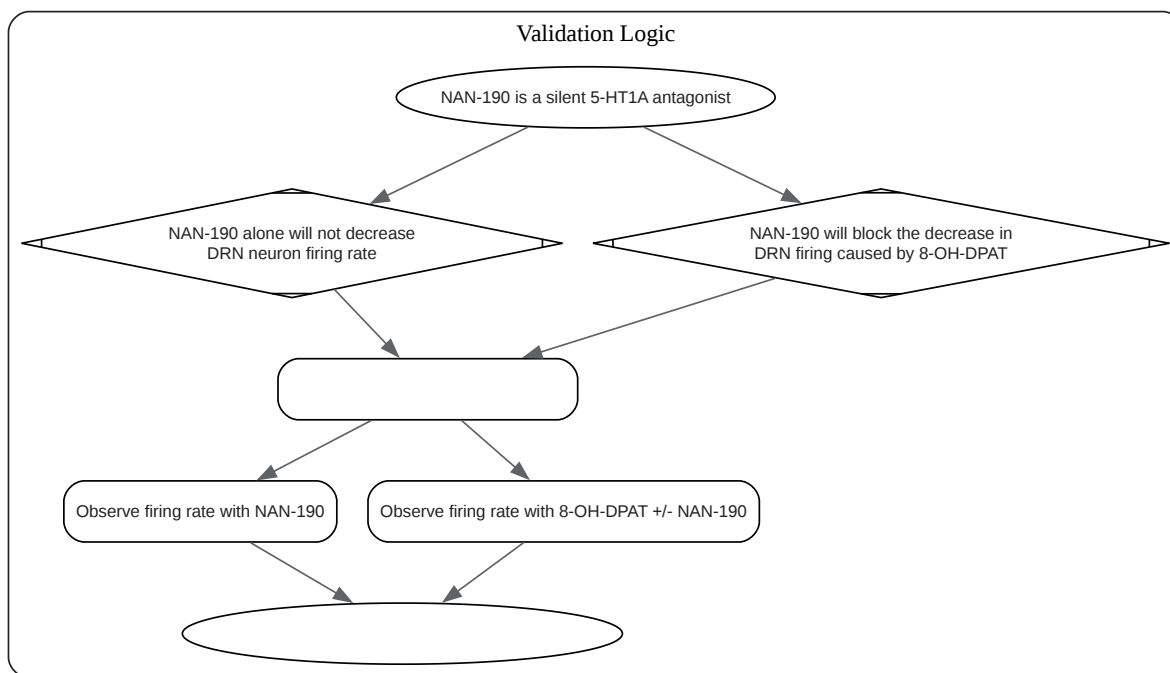 Validation Logic
NAN-190 is a silent 5-HT1A antagonist
NAN-190 alone will not decrease
DRN neuron firing rate
NAN-190 will block the decrease in
DRN firing caused by 8-OH-DPAT
Observe firing rate with NAN-190
Observe firing rate with 8-OH-DPAT +/- NAN-190